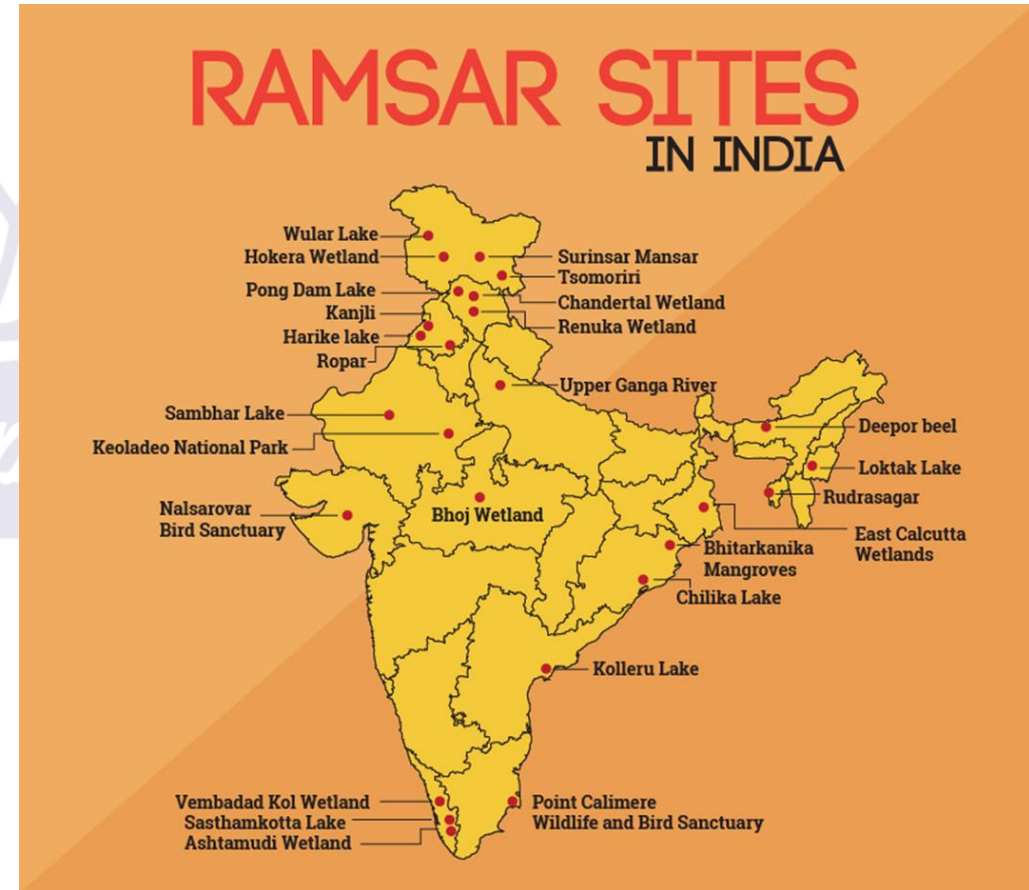 RAMSAR SITES
IN INDIA
Wular Lake
Hokera Wetland
Surinsar Mansar
Tsomoriri
Pong Dam Lake
Chandertal Wetland
Kanjli
Renuka Wetland
Harike lake
Ropar
Upper Ganga River
Sambhar Lake
Keoladeo National Park
Deepor beel
Loktak Lake
Rudrasagar
Nalsarovar
Bird Sanctuary
Bhoj Wetland
East Calcutta
Wetlands
Bhitarkanika
Mangroves
Chilika Lake
Kolleru Lake
Vembadad Kol Wetland
Sasthamkotta Lake
Ashtamudi Wetland
Point Calimere
Wildlife and Bird Sanctuary